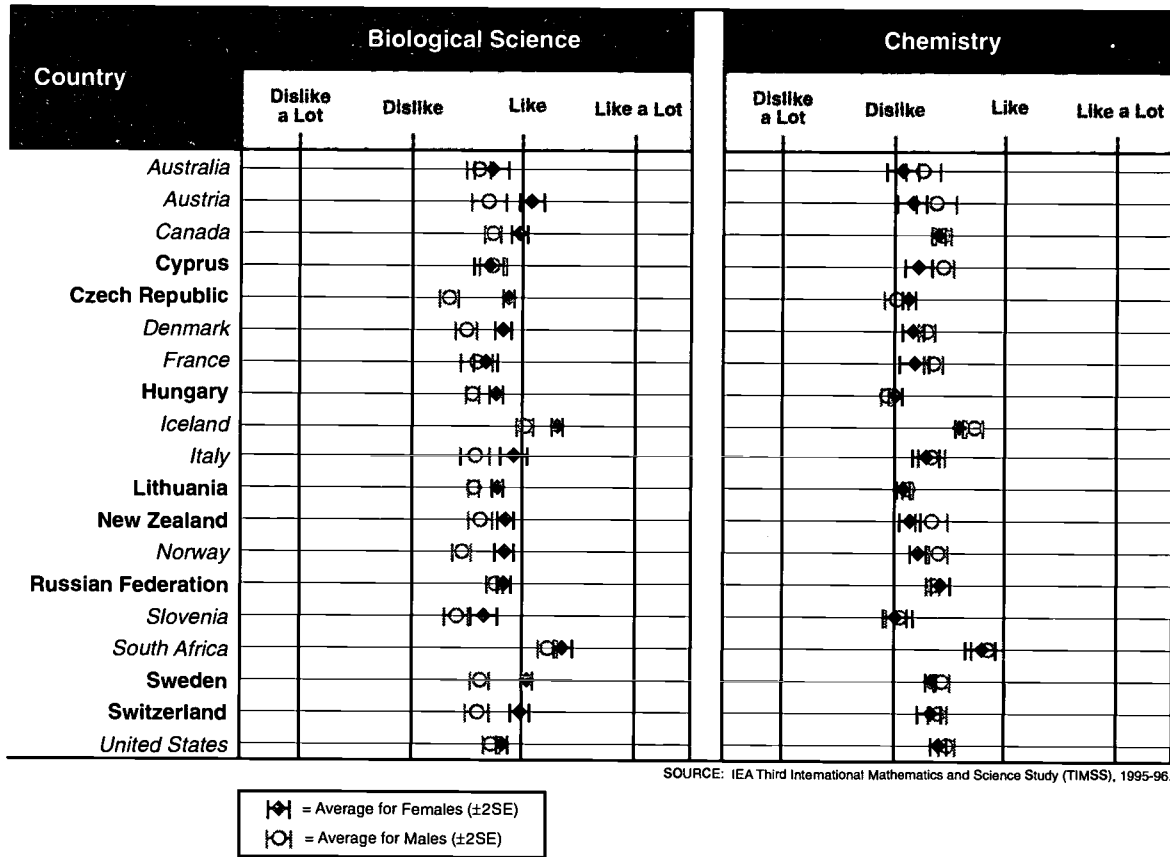 Country
Biological Science
Chemistry
Dislike a Lot
Dislike
Like
Like a Lot
Dislike a Lot
Dislike
Like
Like a Lot
Australia
Austria
Canada
Cyprus
Czech Republic
Denmark
France
Hungary
Iceland
Italy
Lithuania
New Zealand
Norway
Russian Federation
Slovenia
South Africa
Sweden
Switzerland
United States
SOURCE: IEA Third International Mathematics and Science Study (TIMSS), 1995-96.
= Average for Females (±2SE)
= Average for Males (±2SE)